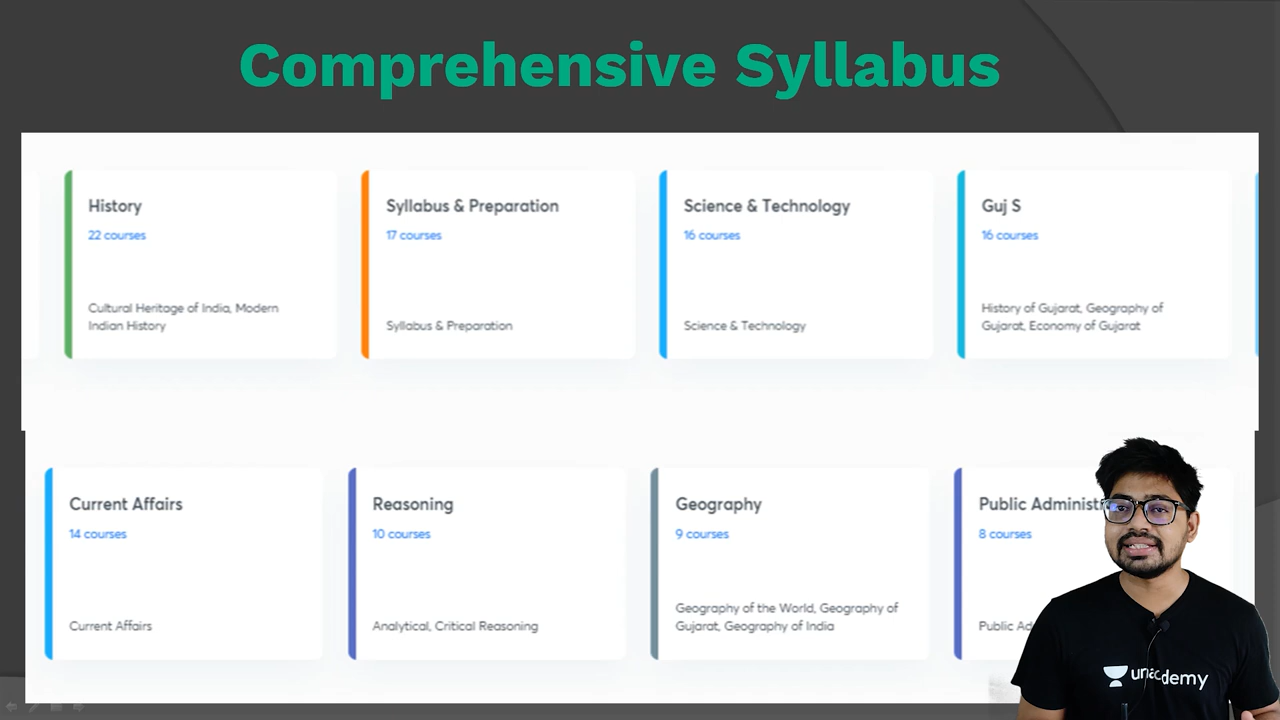 Comprehensive Syllabus
History
22 courses
Cultural Heritage of India, Modern
Indian History
Syllabus & Preparation
17 courses
Syllabus & Preparation
Science & Technology
16 courses
Science & Technology
Guj S
16 courses
History of Gujarat, Geography of
Gujarat, Economy of Gujarat
Current Affairs
14 courses
Current Affairs
Reasoning
10 courses
Analytical, Critical Reasoning
Geography
9 courses
Geography of the World, Geography of
Gujarat, Geography of India
Public Administr
8 courses
Public Ad
unacademy